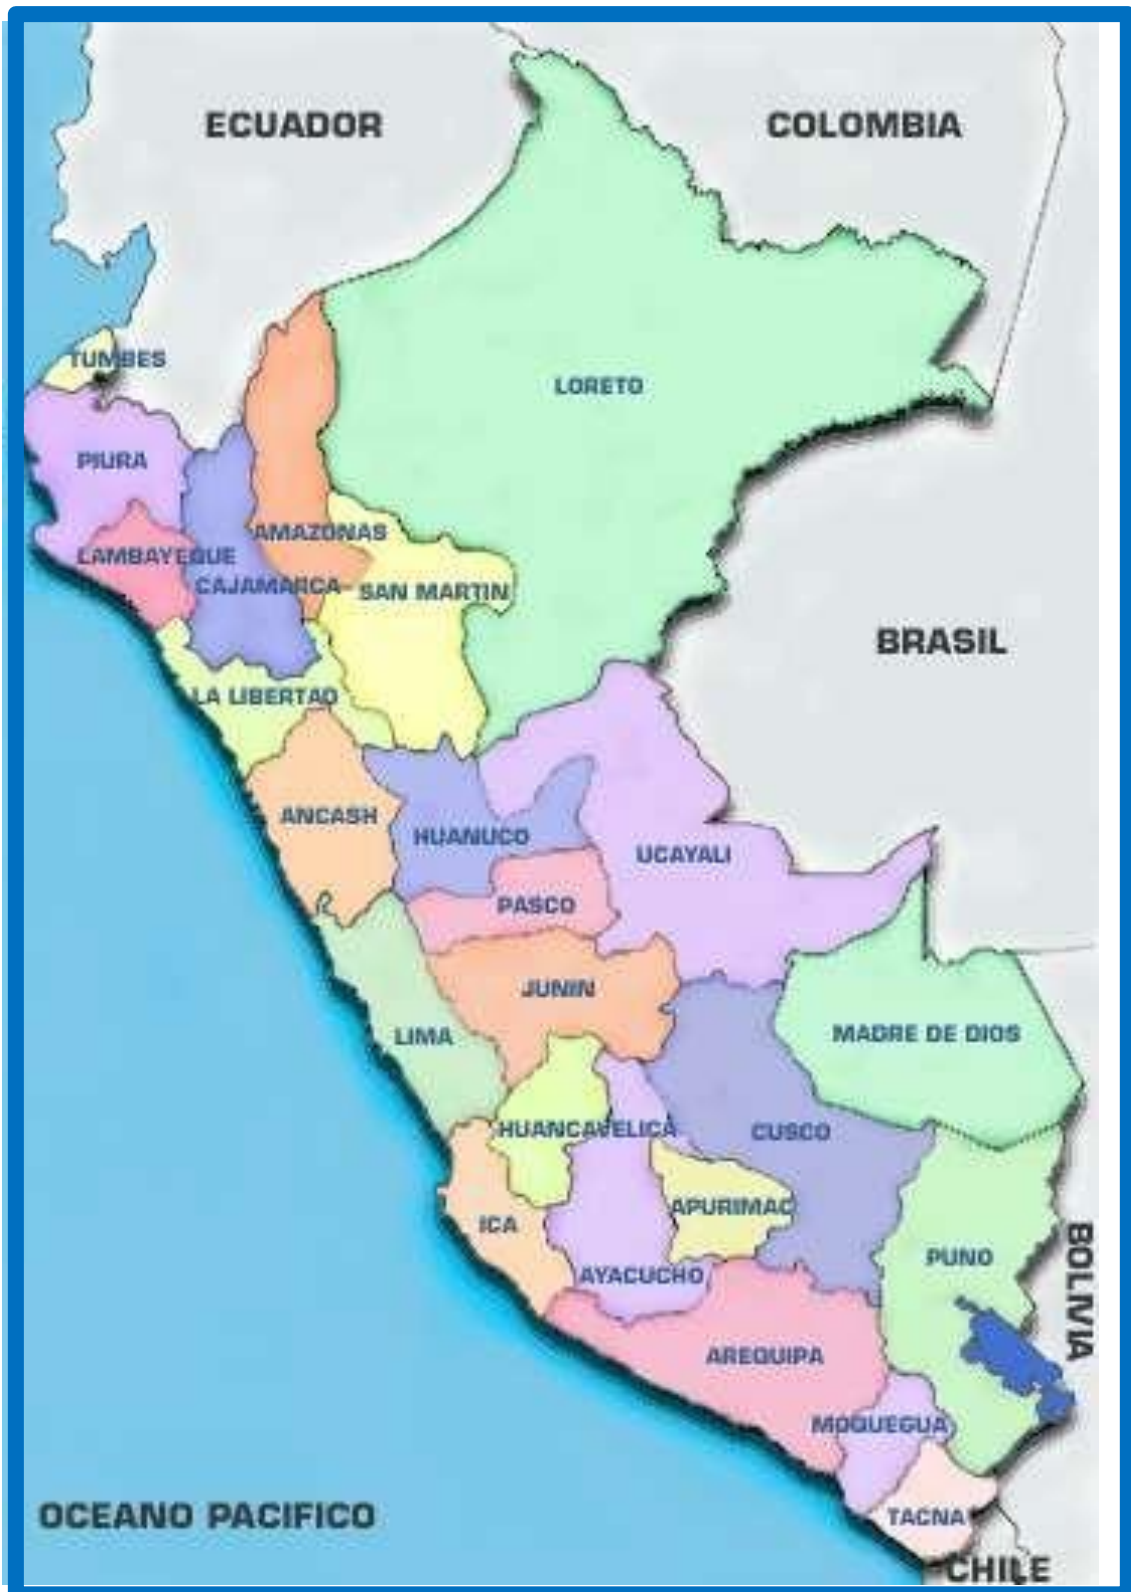 ECUADOR
COLOMBIA
TUMBES
LORETO
PIURA
AMAZONAS
LAMBAYEQUE
CAJAMARCA
SAN MARTIN
BRASIL
LA LIBERTAD
ANCASH
HUANUCO
UCAYALI
PASCO
JUNIN
LIMA
MADRE DE DIOS
HUANCAVELICA
CUSCO
APURIMAC
ICA
PUNO
BOLIVIA
AYACUCHO
AREQUIPA
MOQUEGUA
OCEANO PACIFICO
TACNA
CHILE